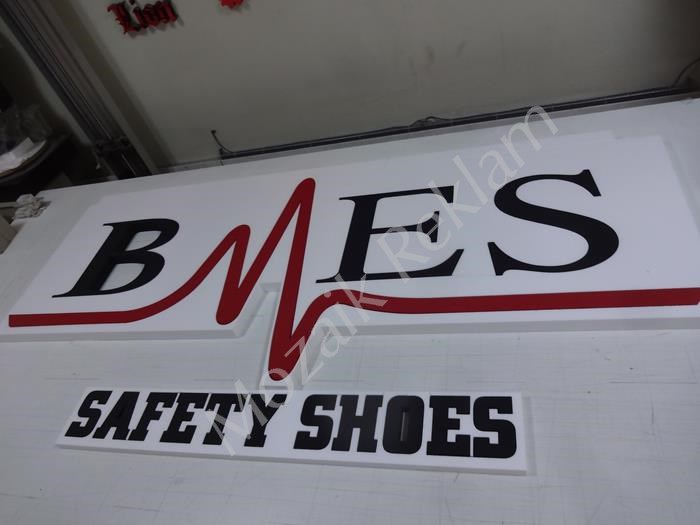 Lion
BMES
SAFETY SHOES
Mozaik Reklam